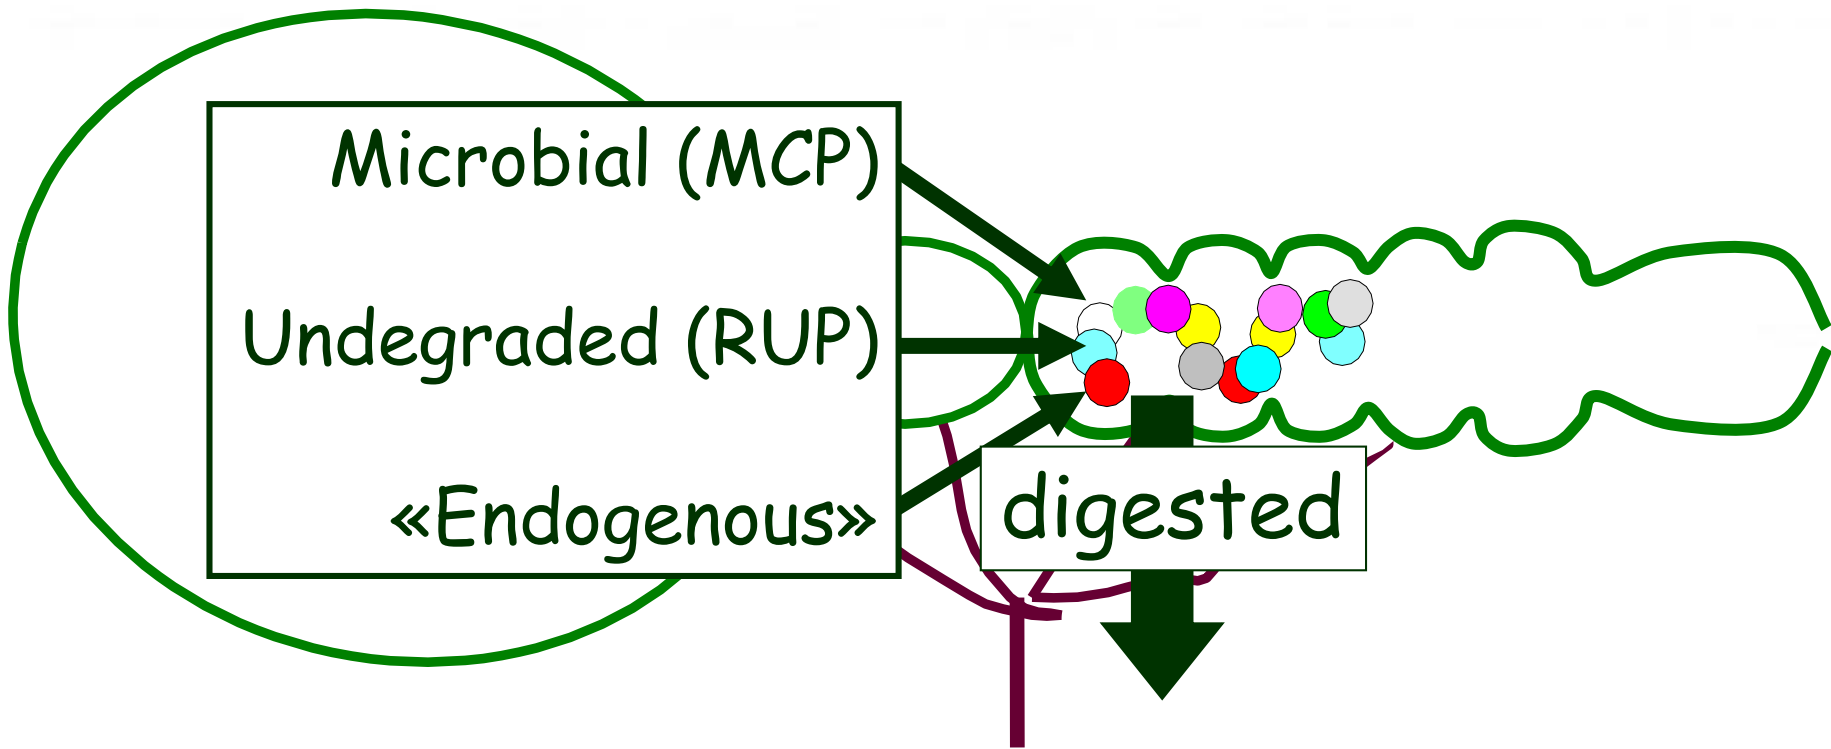 Microbial (MCP)
Undegraded (RUP)
«Endogenous»
digested